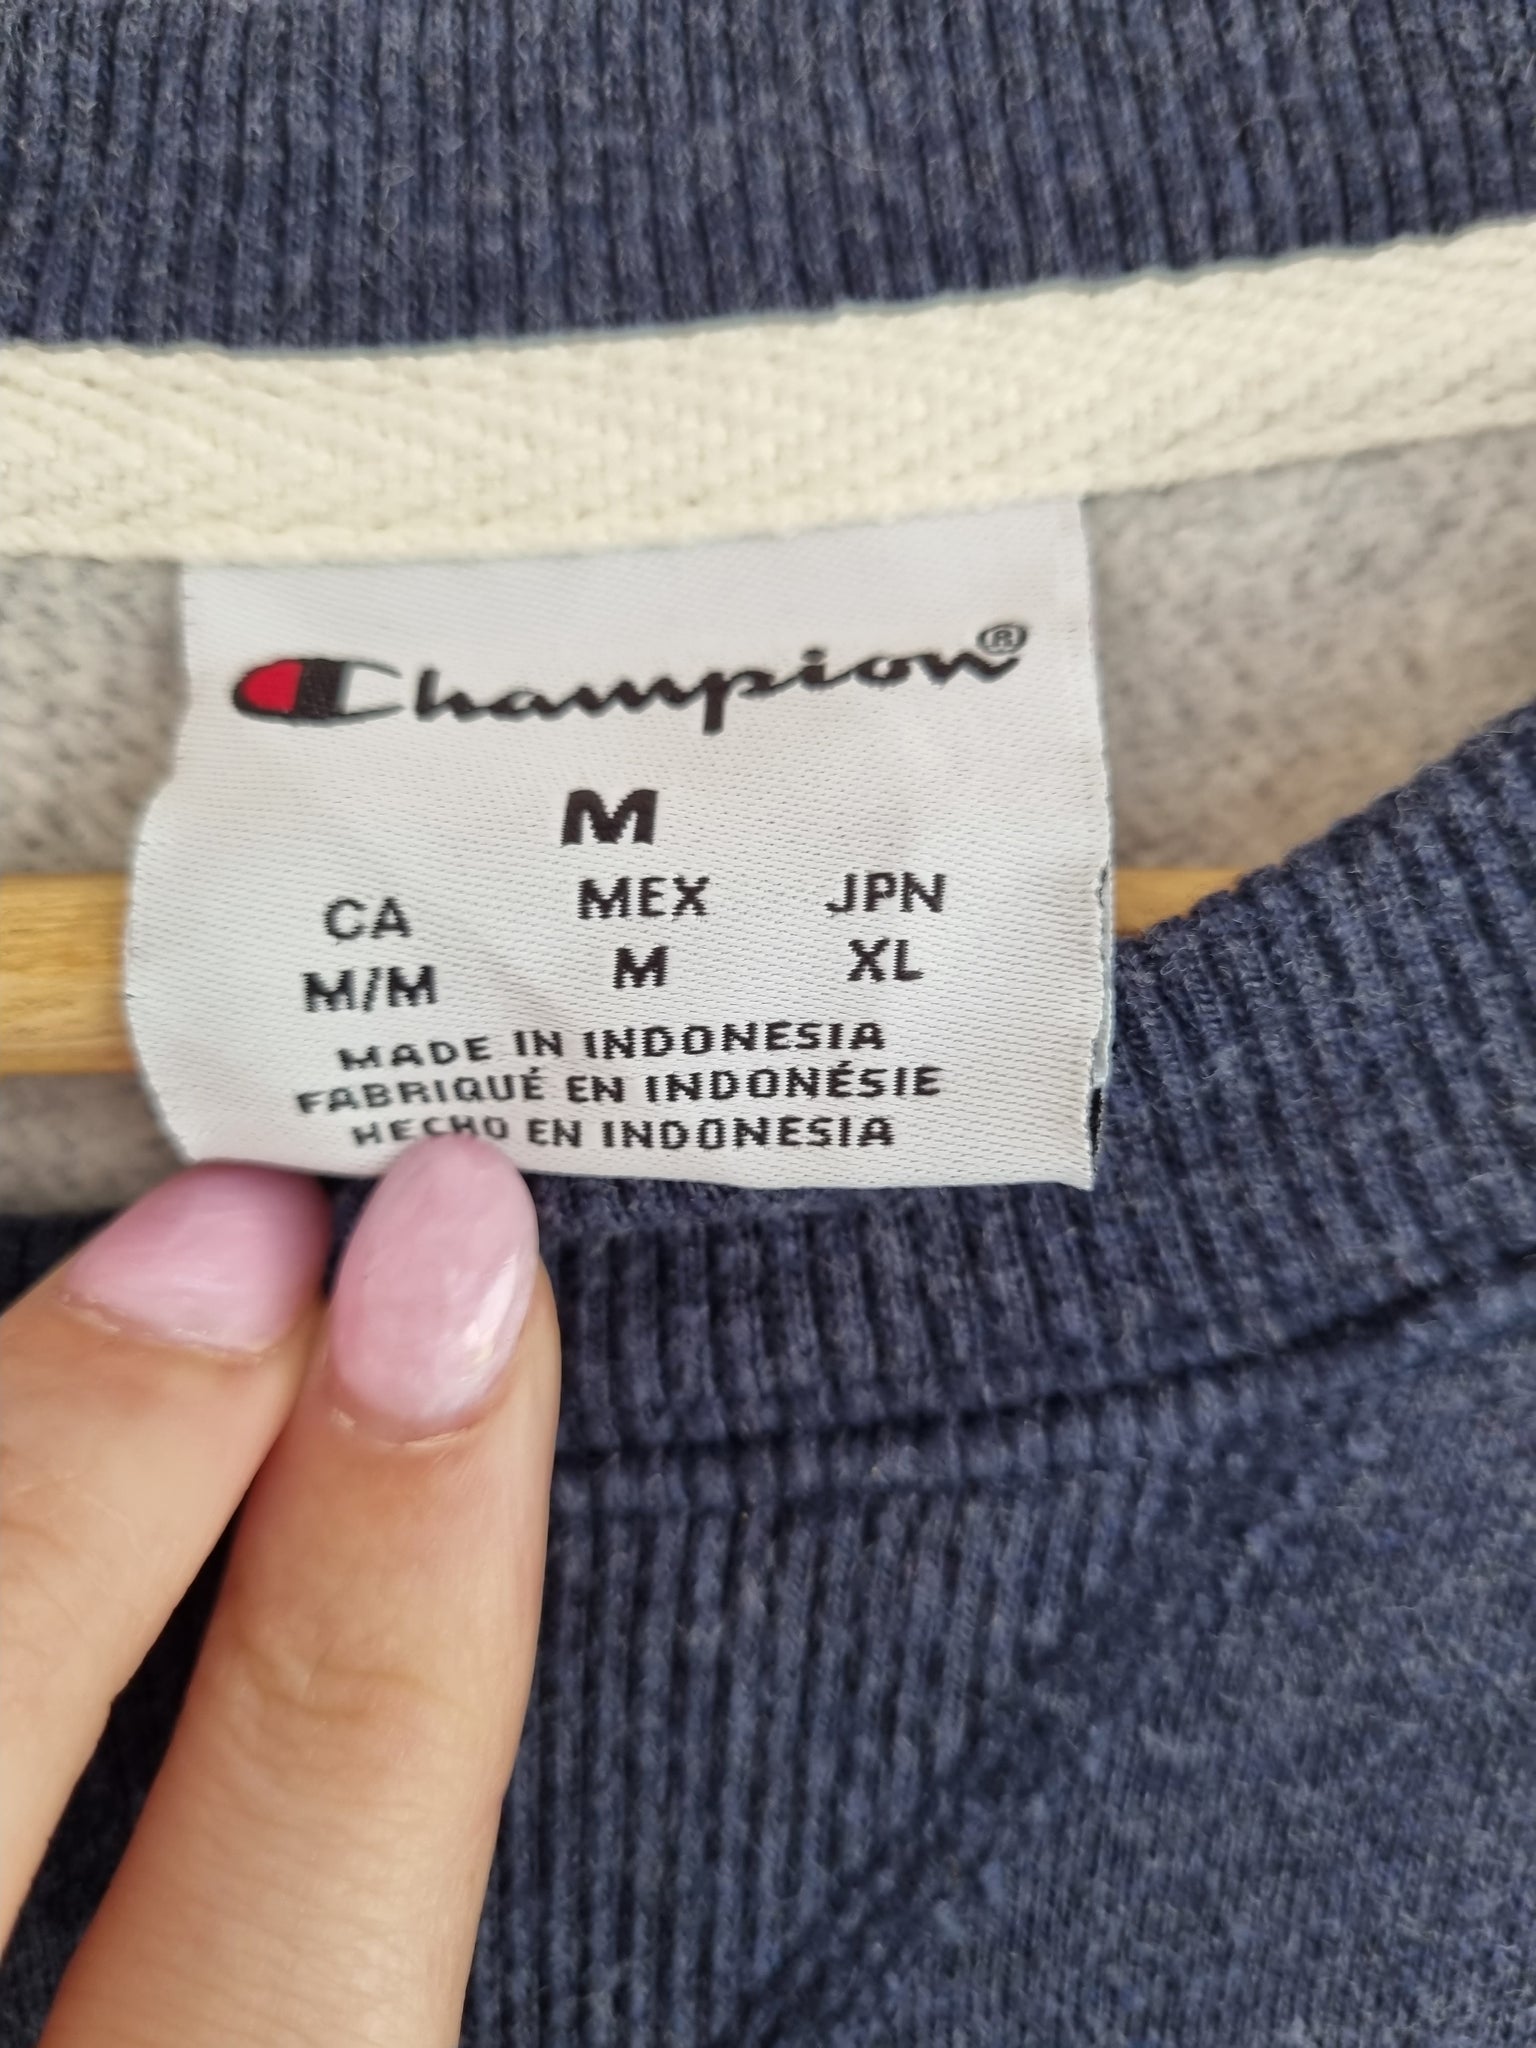 Champion®
M
CA MEX JPN
M/M M XL
MADE IN INDONESIA
FABRIQUÉ EN INDONÉSIE
HECHO EN INDONESIA